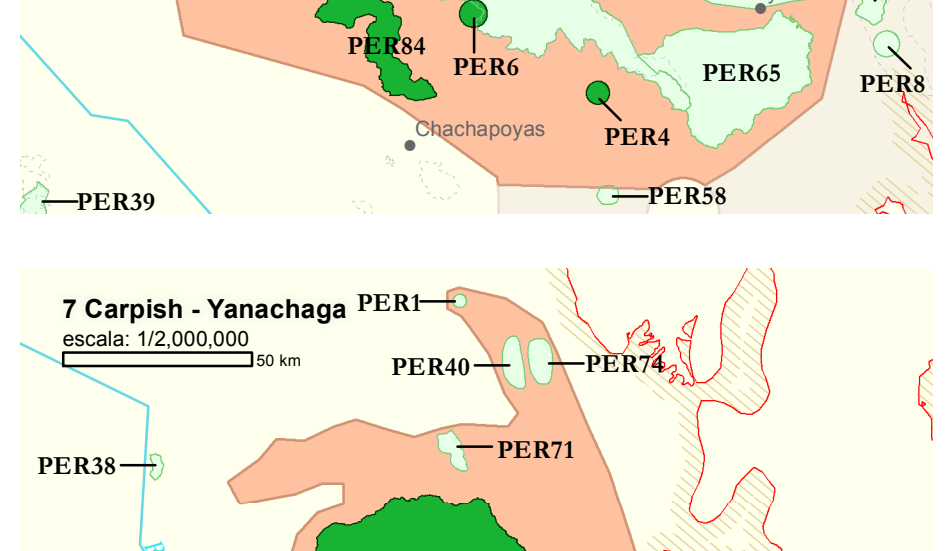 PER84
PER6
PER65
PER8
PER4
Chachapoyas
PER39
PER58
7 Carpish - Yanachaga
escala: 1/2,000,000
50 km
PER1
PER40
PER74
PER38
PER71